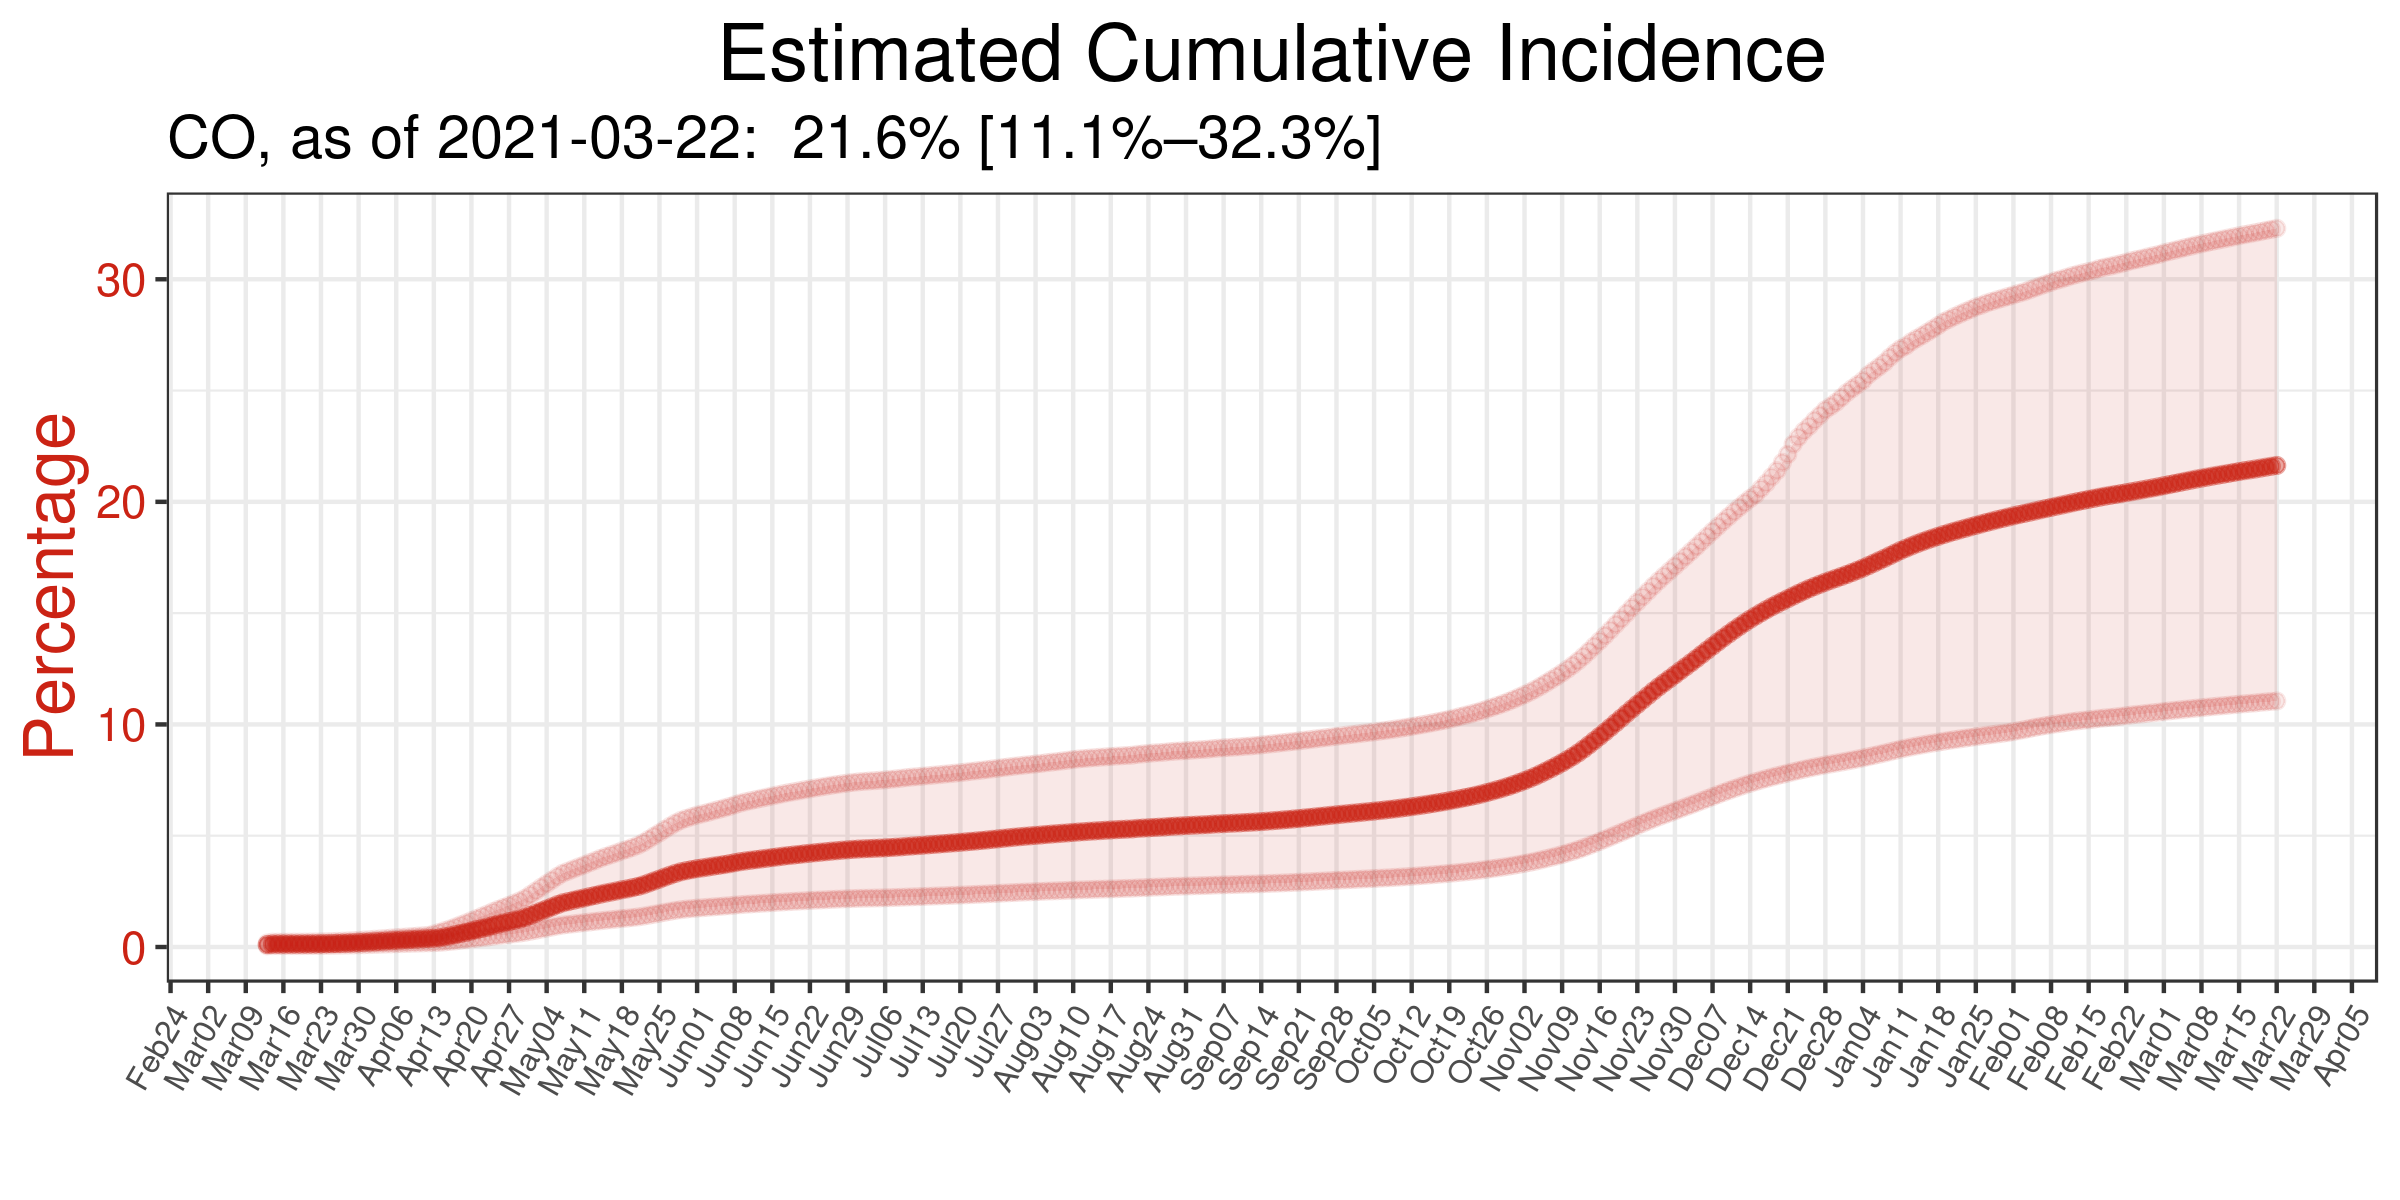 Estimated Cumulative Incidence
CO, as of 2021-03-22:  21.6% [11.1%–32.3%]
Percentage
30
20
10
0
Feb24
Mar02
Mar09
Mar16
Mar23
Mar30
Apr06
Apr13
Apr20
Apr27
May04
May11
May18
May25
Jun01
Jun08
Jun15
Jun22
Jun29
Jul06
Jul13
Jul20
Jul27
Aug03
Aug10
Aug17
Aug24
Aug31
Sep07
Sep14
Sep21
Sep28
Oct05
Oct12
Oct19
Oct26
Nov02
Nov09
Nov16
Nov23
Nov30
Dec07
Dec14
Dec21
Dec28
Jan04
Jan11
Jan18
Jan25
Feb01
Feb08
Feb15
Feb22
Mar01
Mar08
Mar15
Mar22
Mar29
Apr05